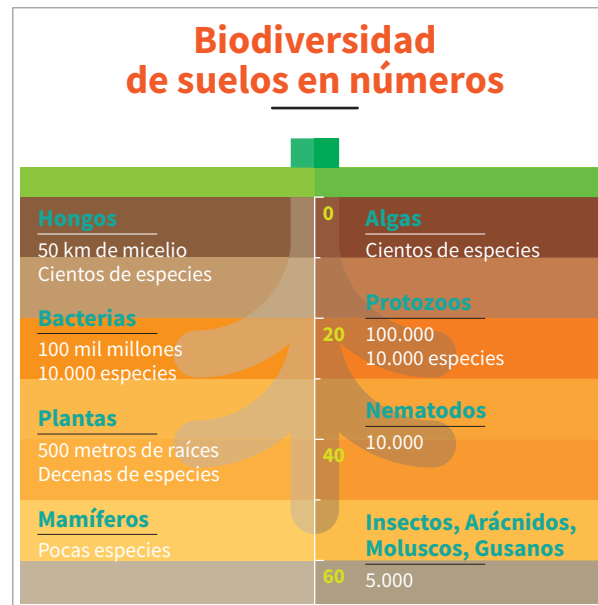 Biodiversidad
de suelos en números
Hongos
50 km de micelio
Cientos de especies
Bacterias
100 mil millones
10.000 especies
Plantas
500 metros de raíces
Decenas de especies
Mamíferos
Pocas especies
0
20
40
60
Algas
Cientos de especies
Protozoos
100.000
10.000 especies
Nematodos
10.000
Insectos, Arácnidos,
Moluscos, Gusanos
5.000